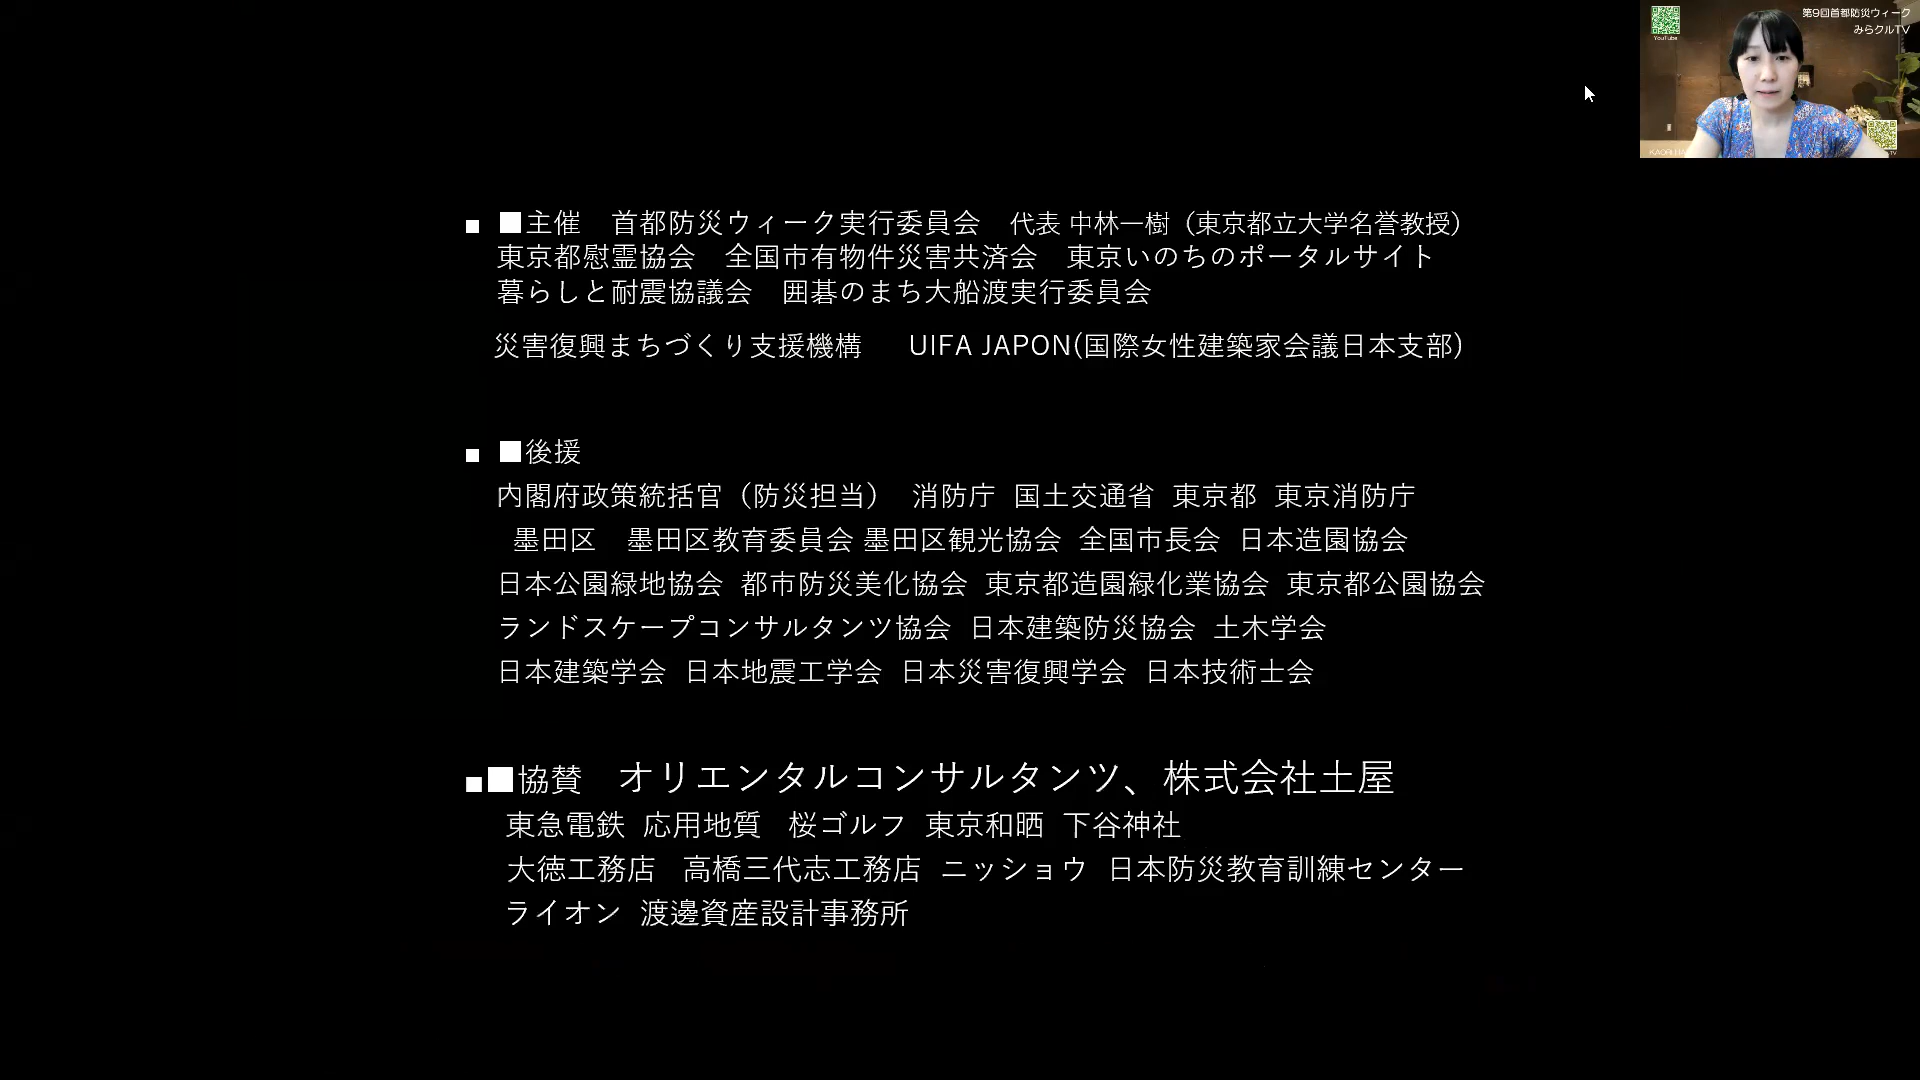 第9回首都防災ウィーク
みらクルTV
YouTube
■ ■主催　首都防災ウィーク実行委員会　代表 中林一樹（東京都立大学名誉教授）
東京都慰霊協会　全国市有物件災害共済会　東京いのちのポータルサイト
暮らしと耐震協議会　囲碁のまち大船渡実行委員会
災害復興まちづくり支援機構　UIFA JAPON(国際女性建築家会議日本支部)
■ ■後援
内閣府政策統括官（防災担当） 消防庁 国土交通省 東京都 東京消防庁
墨田区　墨田区教育委員会 墨田区観光協会 全国市長会 日本造園協会
日本公園緑地協会 都市防災美化協会 東京都造園緑化業協会 東京都公園協会
ランドスケープコンサルタンツ協会 日本建築防災協会 土木学会
日本建築学会 日本地震工学会 日本災害復興学会 日本技術士会
■■協賛　オリエンタルコンサルタンツ、株式会社土屋
東急電鉄 応用地質　桜ゴルフ 東京和晒 下谷神社
大徳工務店　高橋三代志工務店 ニッショウ 日本防災教育訓練センター
ライオン 渡邊資産設計事務所